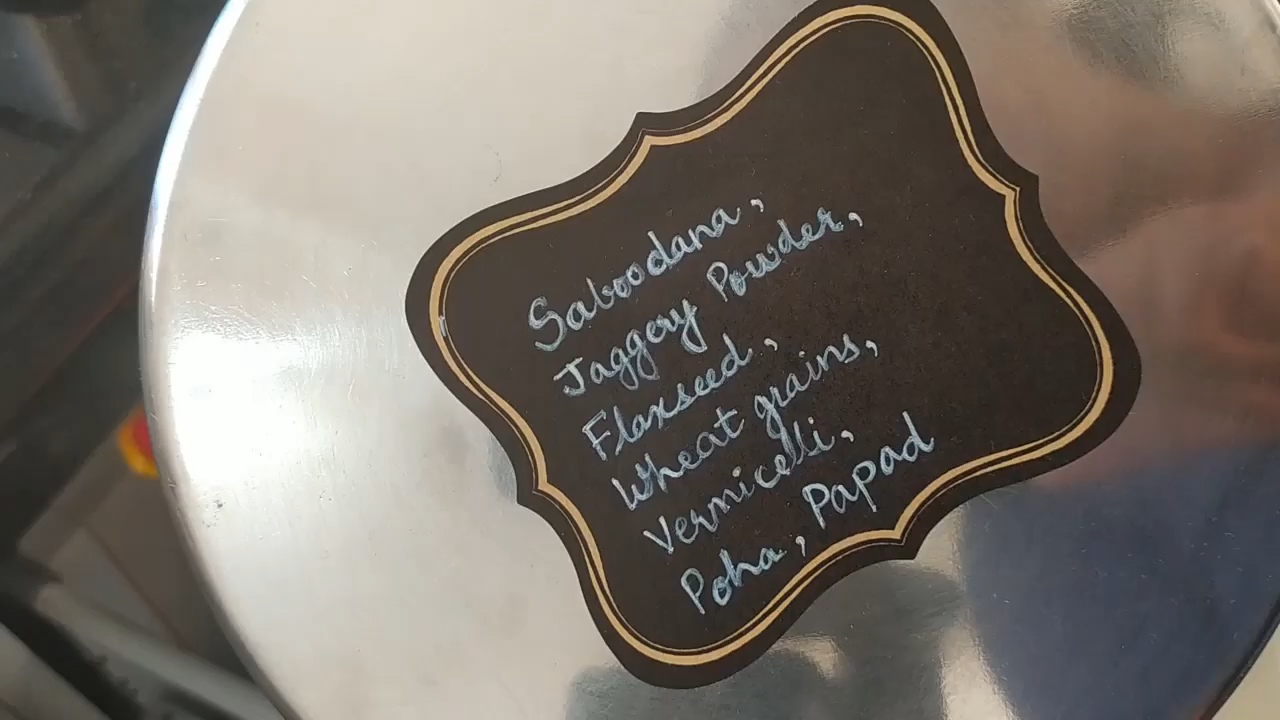 Saboodana,
Jaggery Powder,
Flaxseed,
Wheat grains,
Vermicelli,
Poha, Papad